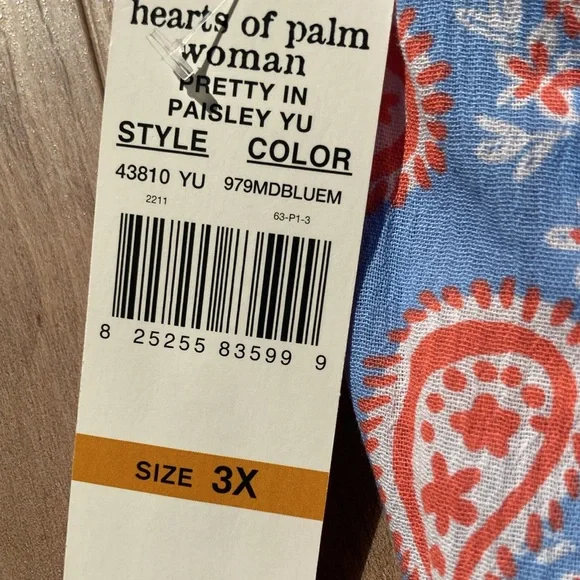 hearts of palm
woman
PRETTY IN
PAISLEY YU
STYLE COLOR
43810 YU 979MDBLUEM
2211 63-P1-3
8 25255 83599 9
SIZE 3X